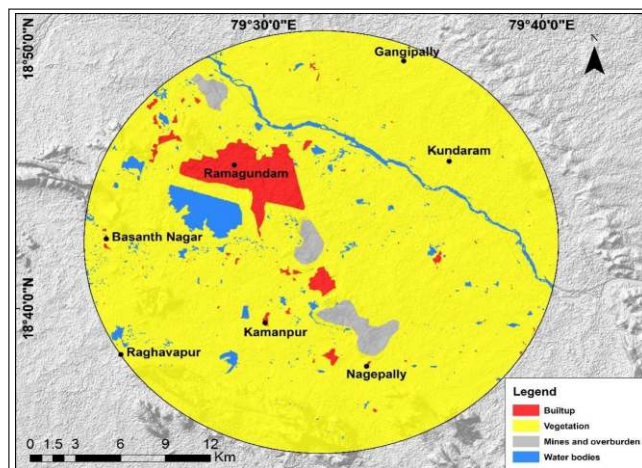 79°30'0"E
79°40'0"E
18°50'0"N
18°40'0"N
N
Gangipally
Kundaram
Ramagundam
Basanth Nagar
Kamanpur
Raghavapur
Nagepally
Legend
Builtup
Vegetation
Mines and overburden
Water bodies
0 1.5 3 6 9 12
Km